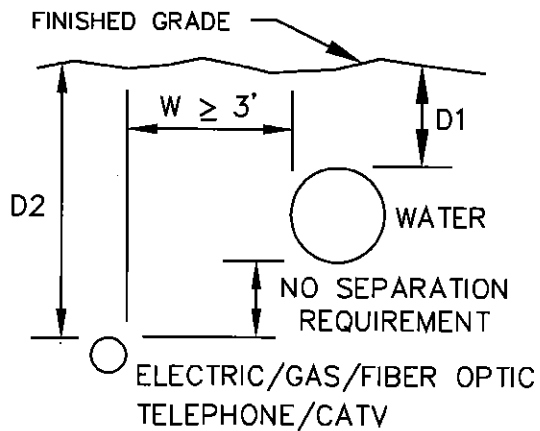 FINISHED GRADE
W ≥ 3'
D1
D2
WATER
NO SEPARATION
REQUIREMENT
ELECTRIC/GAS/FIBER OPTIC
TELEPHONE/CATV